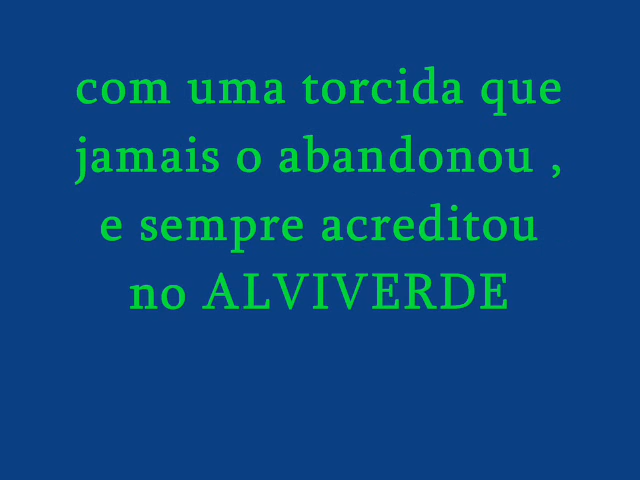 com uma torcida que
jamais o abandonou ,
e sempre acreditou
no ALVIVERDE